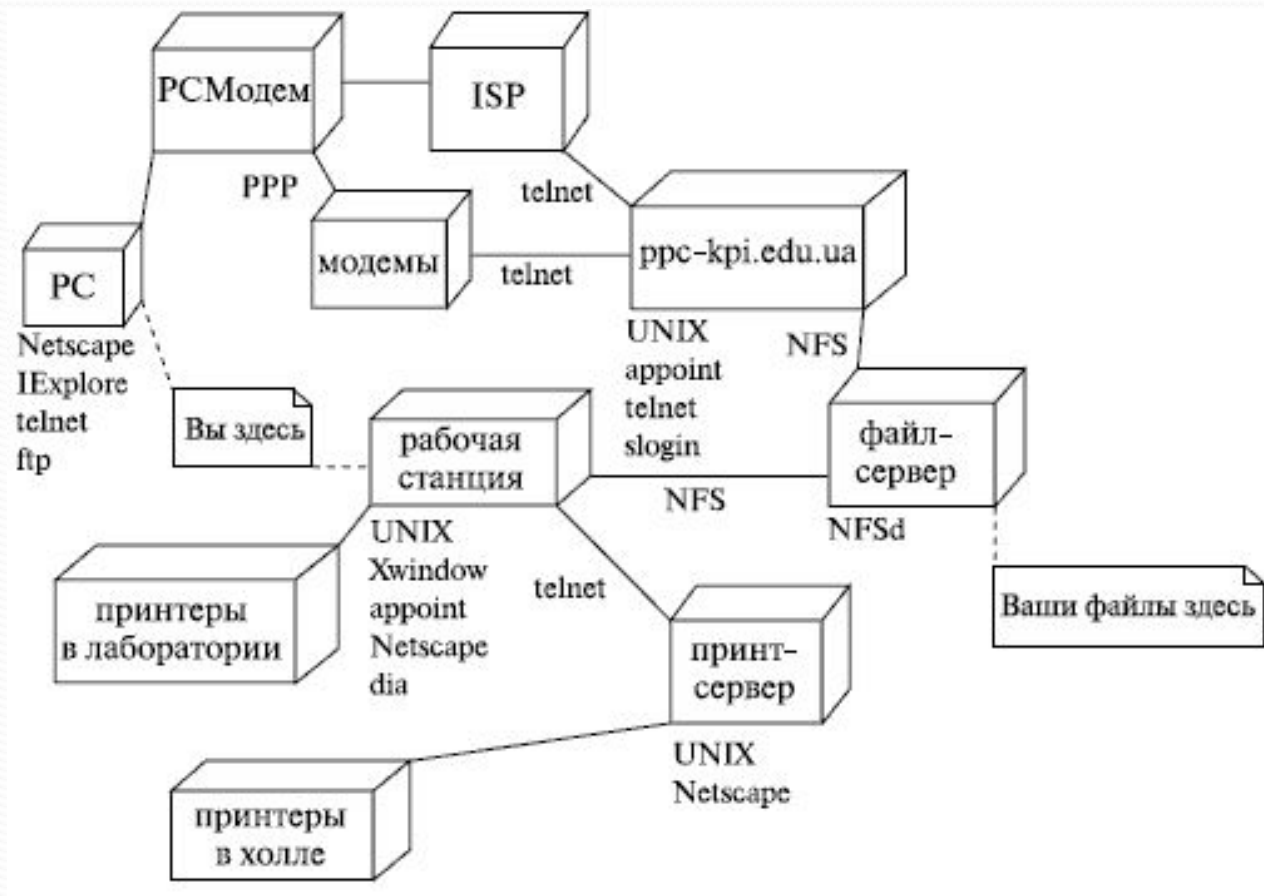 РСМодем
ISP
PPP
telnet
модемы
telnet
ppc-kpi.edu.ua
PC
Netscape
IExplore
telnet
ftp
Вы здесь
UNIX
appoint
telnet
slogin
NFS
рабочая
станция
NFS
файл-
сервер
NFSd
UNIX
Xwindow
appoint
Netscape
dia
telnet
принтеры
в лаборатории
Ваши файлы здесь
принт-
сервер
UNIX
Netscape
принтеры
в холле